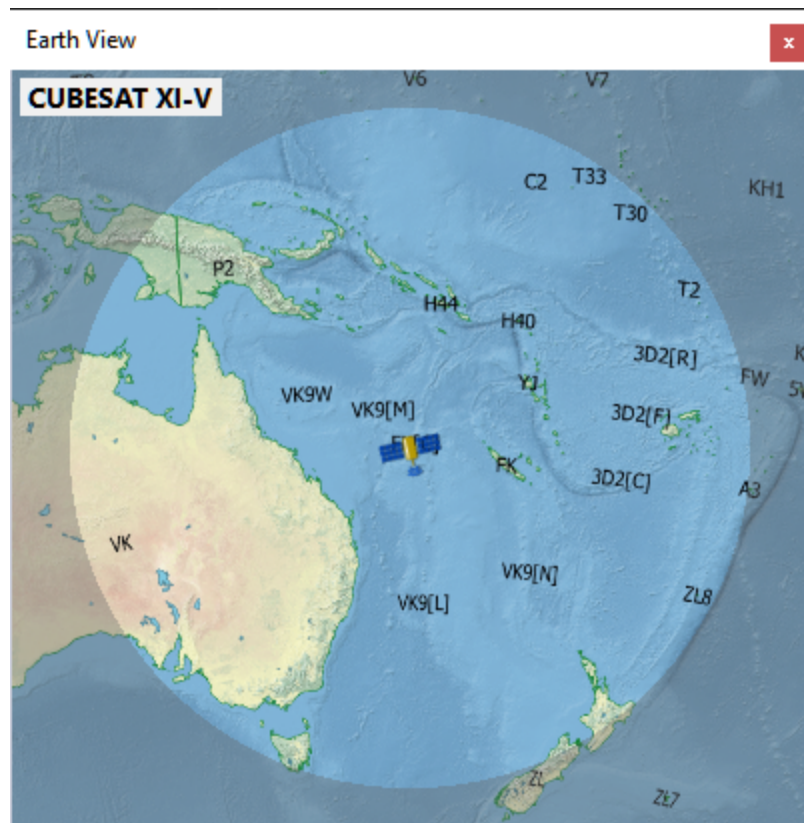 Earth View
x
V6
V7
CUBESAT XI-V
C2
T33
KH1
T30
P2
T2
H44
H40
3D2[R]
FW
YJ
VK9W
VK9[M]
3D2[F]
FK
3D2[C]
A3
VK
VK9[N]
ZL8
VK9[L]
ZL
ZL7